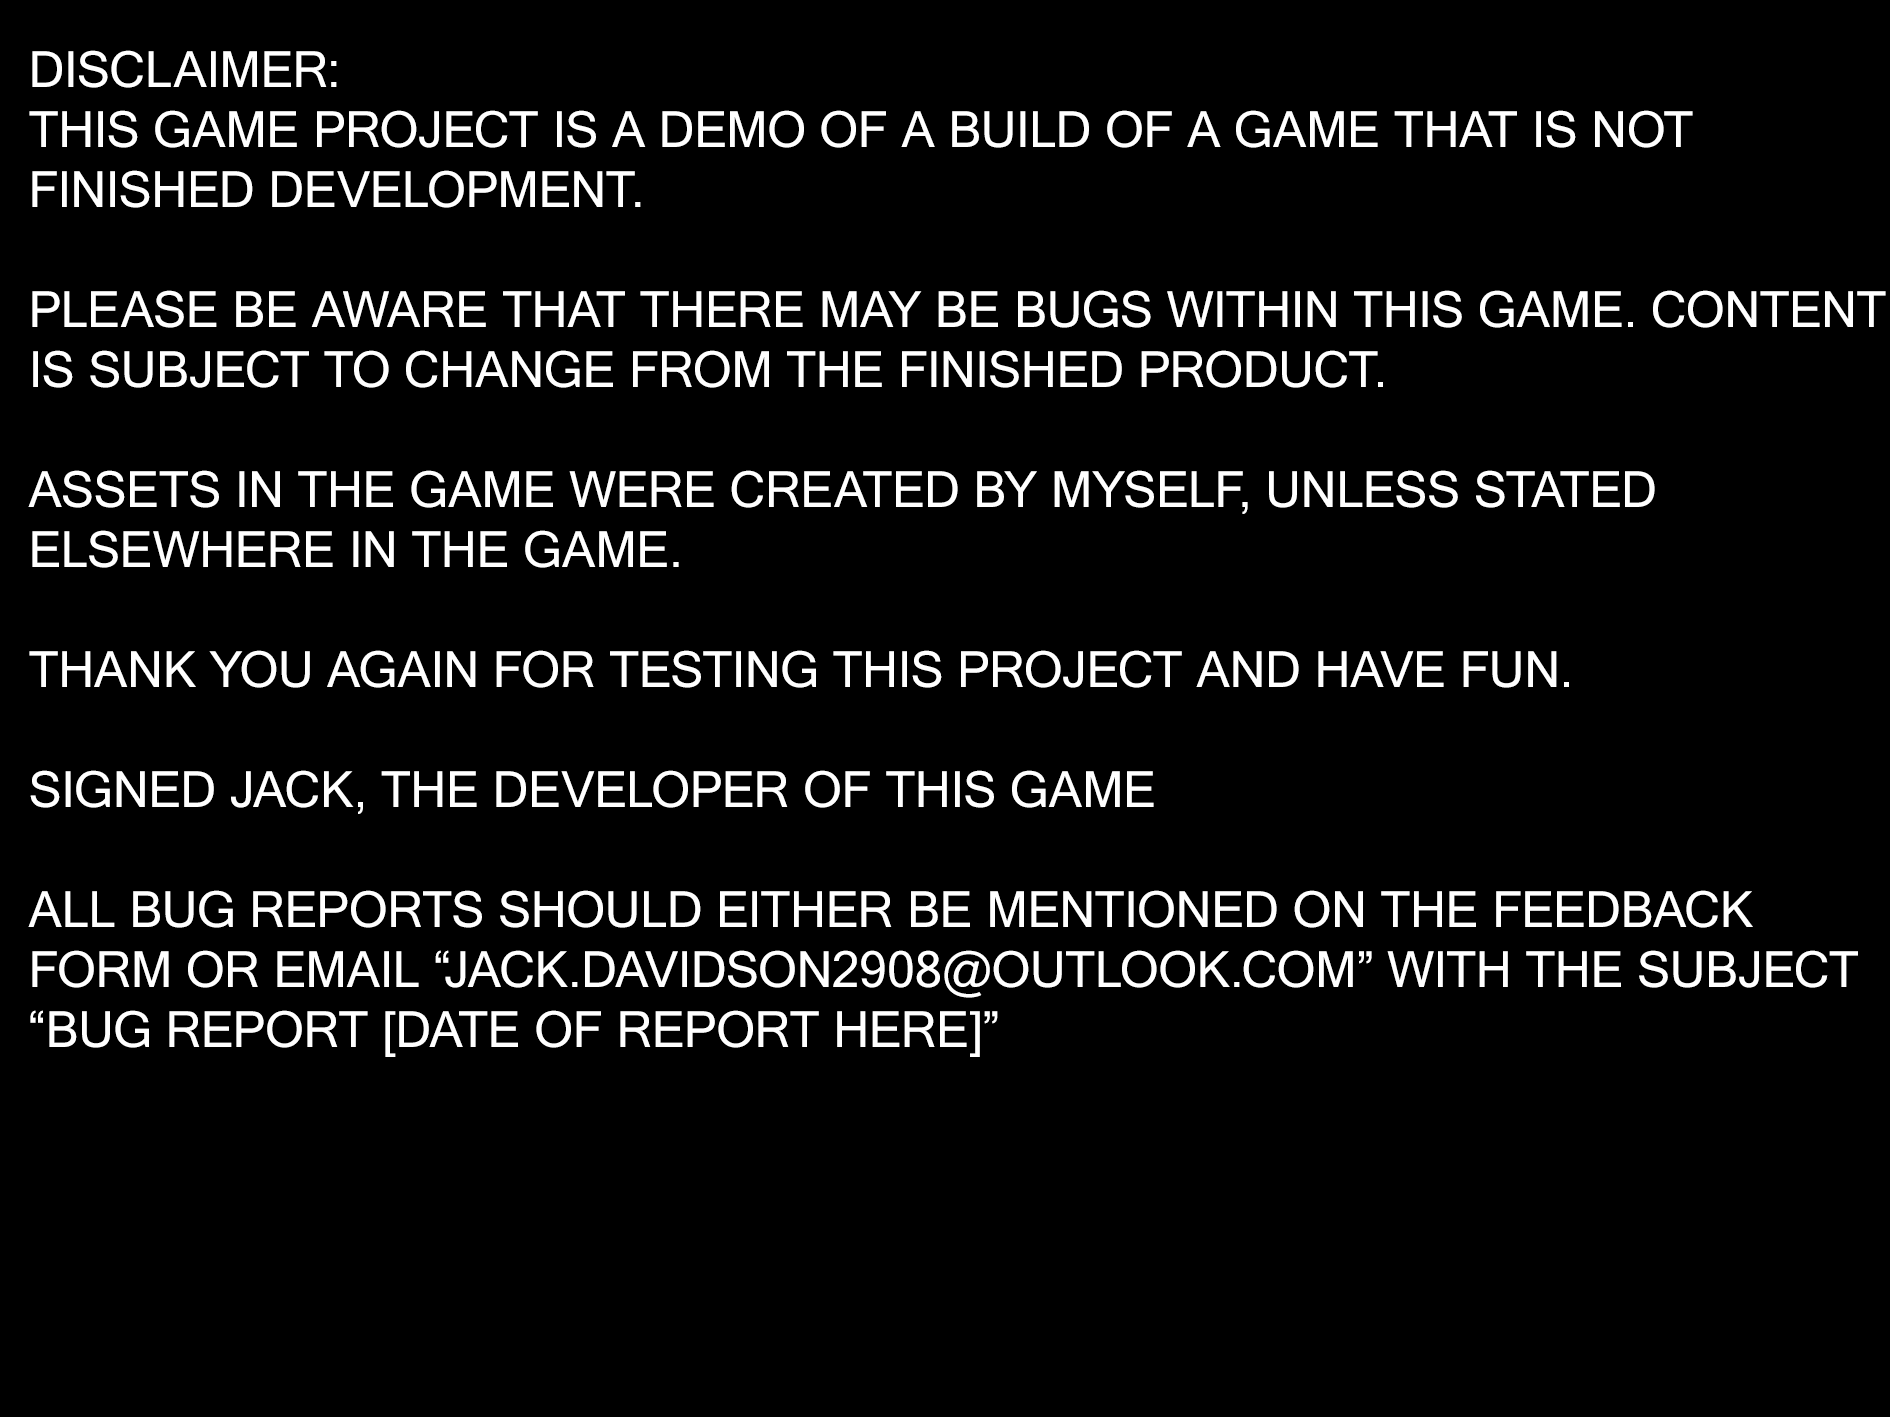 DISCLAIMER:
THIS GAME PROJECT IS A DEMO OF A BUILD OF A GAME THAT IS NOT
FINISHED DEVELOPMENT.
PLEASE BE AWARE THAT THERE MAY BE BUGS WITHIN THIS GAME. CONTENT
IS SUBJECT TO CHANGE FROM THE FINISHED PRODUCT.
ASSETS IN THE GAME WERE CREATED BY MYSELF, UNLESS STATED
ELSEWHERE IN THE GAME.
THANK YOU AGAIN FOR TESTING THIS PROJECT AND HAVE FUN.
SIGNED JACK, THE DEVELOPER OF THIS GAME
ALL BUG REPORTS SHOULD EITHER BE MENTIONED ON THE FEEDBACK
FORM OR EMAIL “JACK.DAVIDSON2908@OUTLOOK.COM” WITH THE SUBJECT
“BUG REPORT [DATE OF REPORT HERE]”